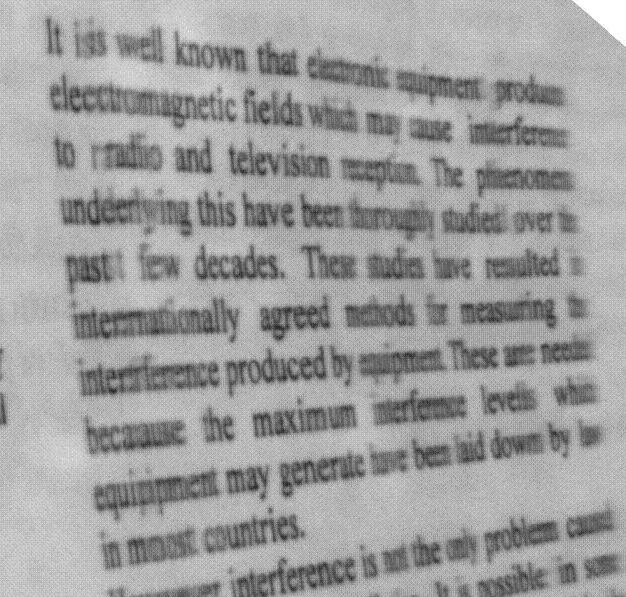 It is well known that electronic equipment produces
electromagnetic fields which may cause interference
to radio and television reception. The phenomena
underlying this have been thoroughly studied over the
past few decades. These studies have resulted in
internationally agreed methods for measuring the
interference produced by equipment. These are needed
because the maximum interference levels which
equipment may generate have been laid down by law
in most countries.
However interference is not the only problem caused
It is possible in some